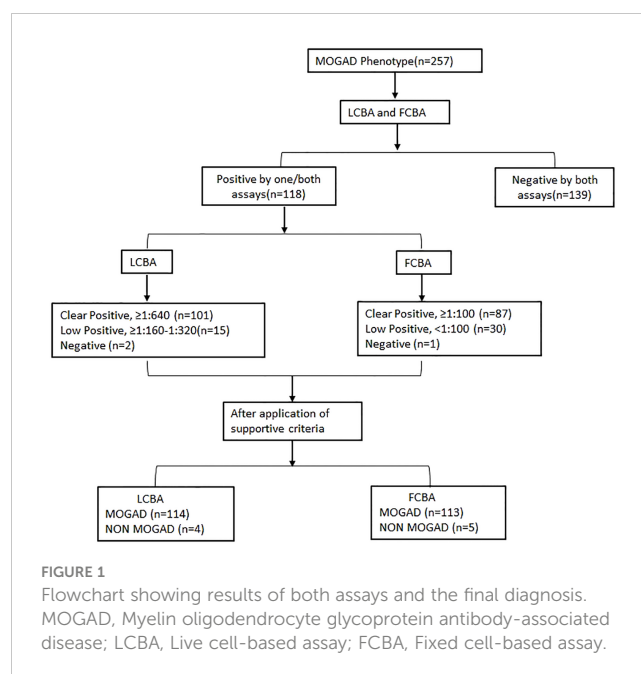 MOGAD Phenotype(n=257)
LCBA and FCBA
Positive by one/both
assays(n=118)
Negative by both
assays(n=139)
LCBA
FCBA
Clear Positive, ≥1:640 (n=101)
Low Positive, ≥1:160-1:320(n=15)
Negative (n=2)
Clear Positive, ≥1:100 (n=87)
Low Positive, <1:100 (n=30)
Negative (n=1)
After application of
supportive criteria
LCBA
MOGAD (n=114)
NON MOGAD (n=4)
FCBA
MOGAD (n=113)
NON MOGAD (n=5)
FIGURE 1
Flowchart showing results of both assays and the final diagnosis.
MOGAD, Myelin oligodendrocyte glycoprotein antibody-associated
disease; LCBA, Live cell-based assay; FCBA, Fixed cell-based assay.